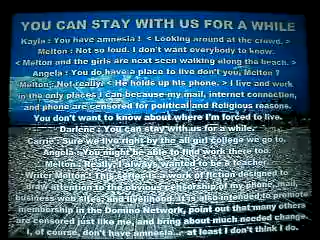 YOU CAN STAY WITH US FOR A WHILE
Kayla : You have amnesia ! < Looking around at the crowd. >
Melton : Not so loud. I don't want everybody to know.
< Melton and the girls are next seen walking along the beach. >
Angela : You do have a place to live don't you, Melton ?
Melton : Not really. < He holds up his phone. > I live and work
in the only places I can because my mail, internet connection,
and phone are censored for political and Religious reasons.
You don't want to know about where I'm forced to live.
Darlene : You can stay with us for a while.
Carrie : Sure we live right by the all girl college we go to.
Angela : You might be able to find work there too.
Melton : Really, I always wanted to be a teacher.
Writer Melton : This series is a work of fiction designed to
draw attention to the obvious censorship of my phone, mail,
business web sites, and livelihood. It is also intended to promote
membership in the Domino Network, point out that many others
are censored just like me, and bring about much needed change.
I, of course, don't have amnesia... at least I don't think I do.